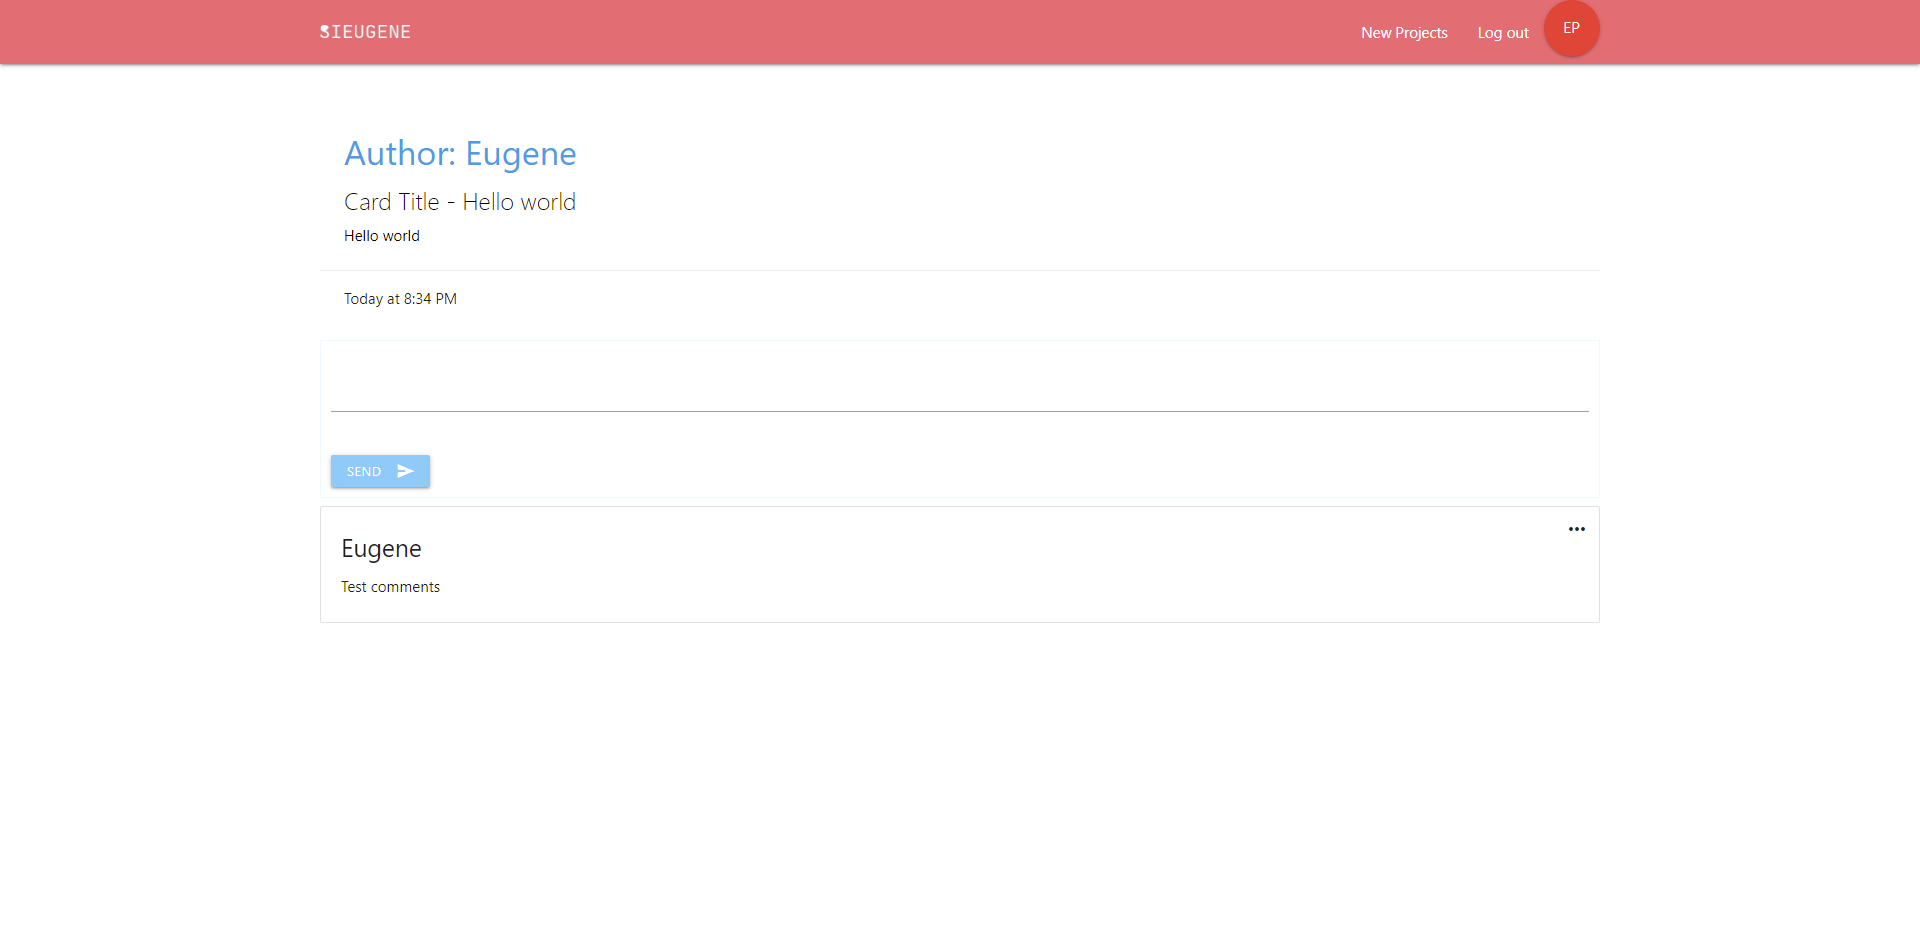 SIEUGENE
New Projects
Log out
EP
Author: Eugene
Card Title - Hello world
Hello world
Today at 8:34 PM
SEND
Eugene
Test comments